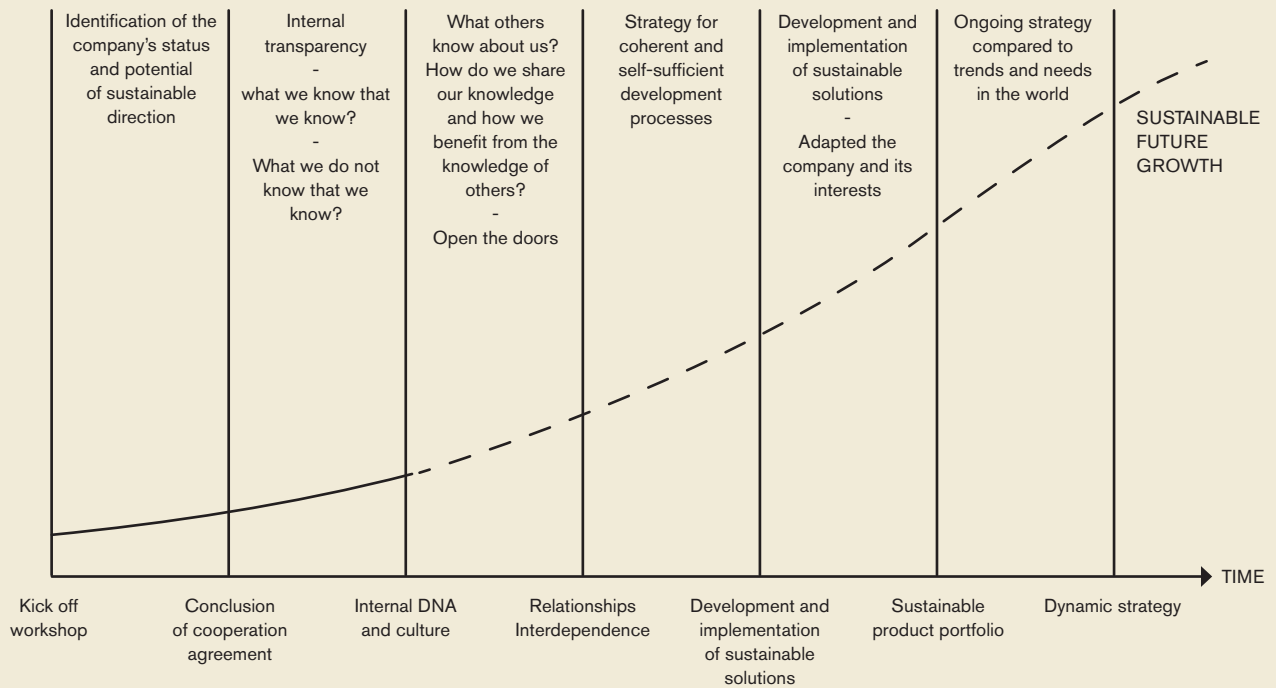 Identification of the
company’s status
and potential
of sustainable
direction
Internal
transparency
-
what we know that
we know?
-
What we do not
know that we
know?
What others
know about us?
How do we share
our knowledge
and how we
benefit from the
knowledge of
others?
-
Open the doors
Strategy for
coherent and
self-sufficient
development
processes
Development and
implementation
of sustainable
solutions
-
Adapted the
company and its
interests
Ongoing strategy
compared to
trends and needs
in the world
SUSTAINABLE
FUTURE
GROWTH
TIME
Kick off
workshop
Conclusion
of cooperation
agreement
Internal DNA
and culture
Relationships
Interdependence
Development and
implementation
of sustainable
solutions
Sustainable
product portfolio
Dynamic strategy